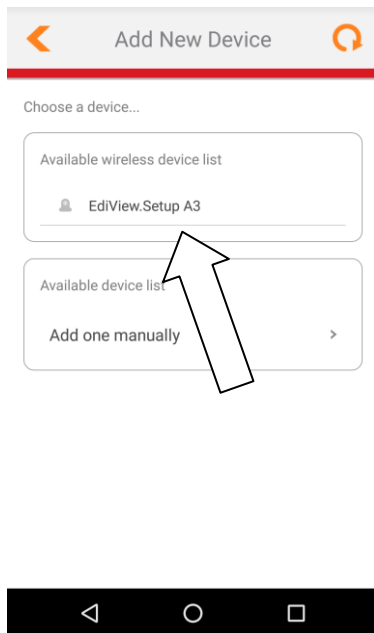 Add New Device
Choose a device...
Available wireless device list
EdiView.Setup A3
Available device list
Add one manually